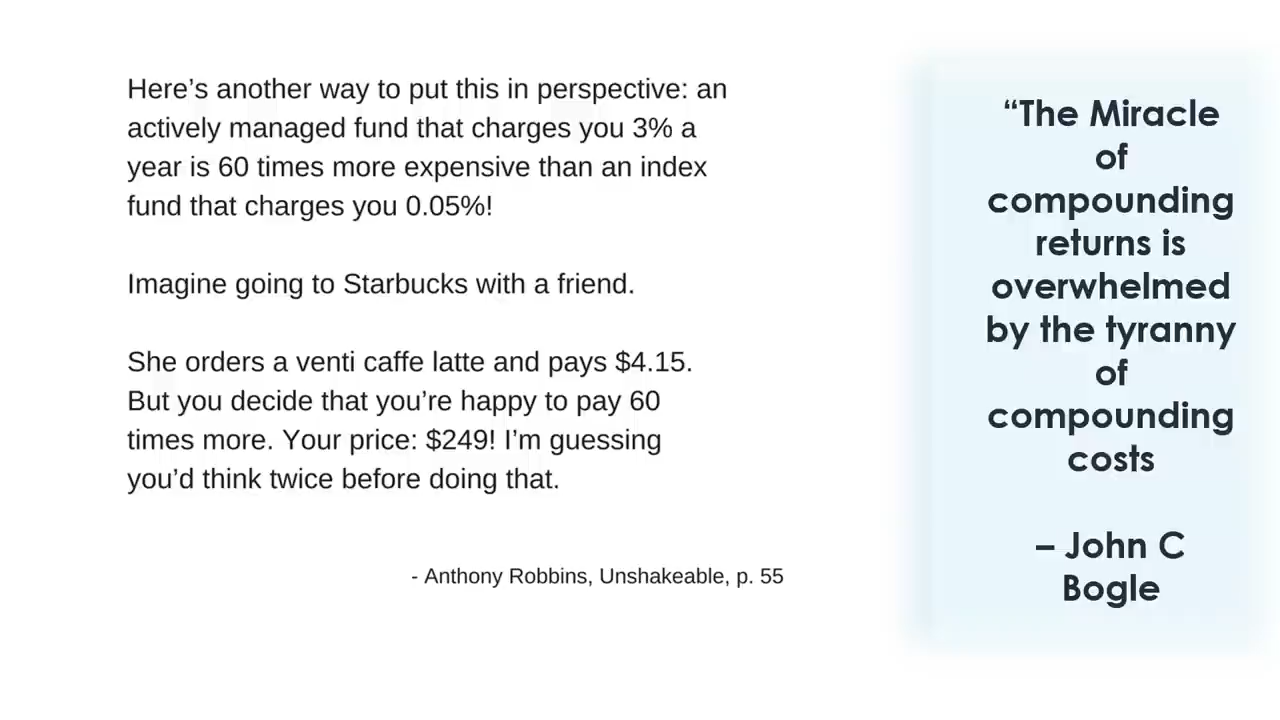 Here’s another way to put this in perspective: an
actively managed fund that charges you 3% a
year is 60 times more expensive than an index
fund that charges you 0.05%!
Imagine going to Starbucks with a friend.
She orders a venti caffe latte and pays $4.15.
But you decide that you’re happy to pay 60
times more. Your price: $249! I’m guessing
you’d think twice before doing that.
- Anthony Robbins, Unshakeable, p. 55
“The Miracle
of
compounding
returns is
overwhelmed
by the tyranny
of
compounding
costs
– John C
Bogle